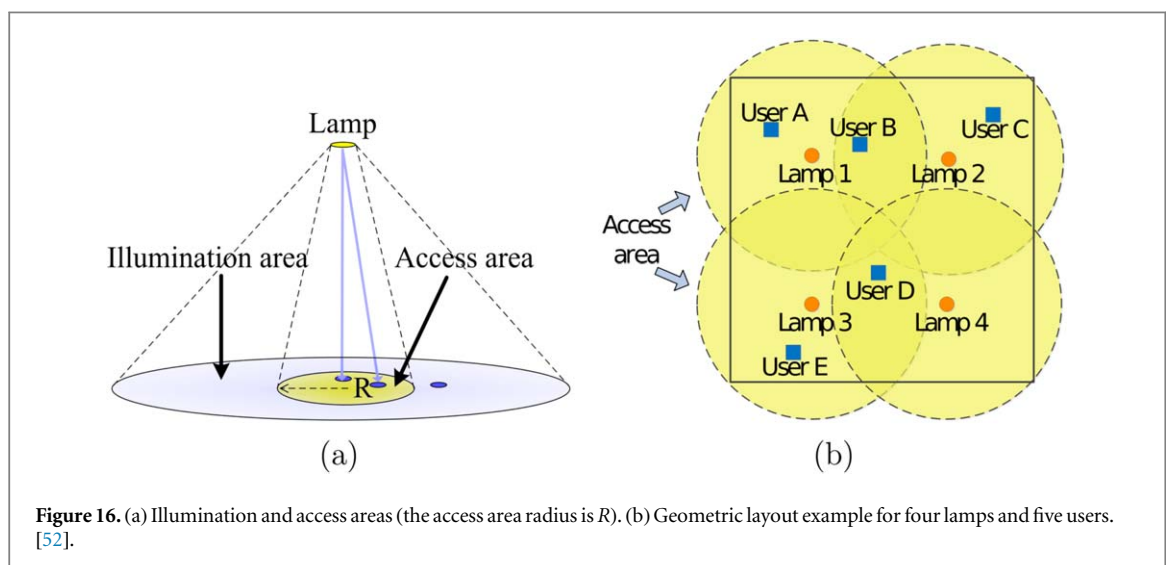 Lamp
Illumination area
Access area
R
(a)
User A
User B
User C
Lamp 1
Lamp 2
Access
area
User D
Lamp 3
Lamp 4
User E
(b)
Figure 16. (a) Illumination and access areas (the access area radius is R). (b) Geometric layout example for four lamps and five users.
[52].